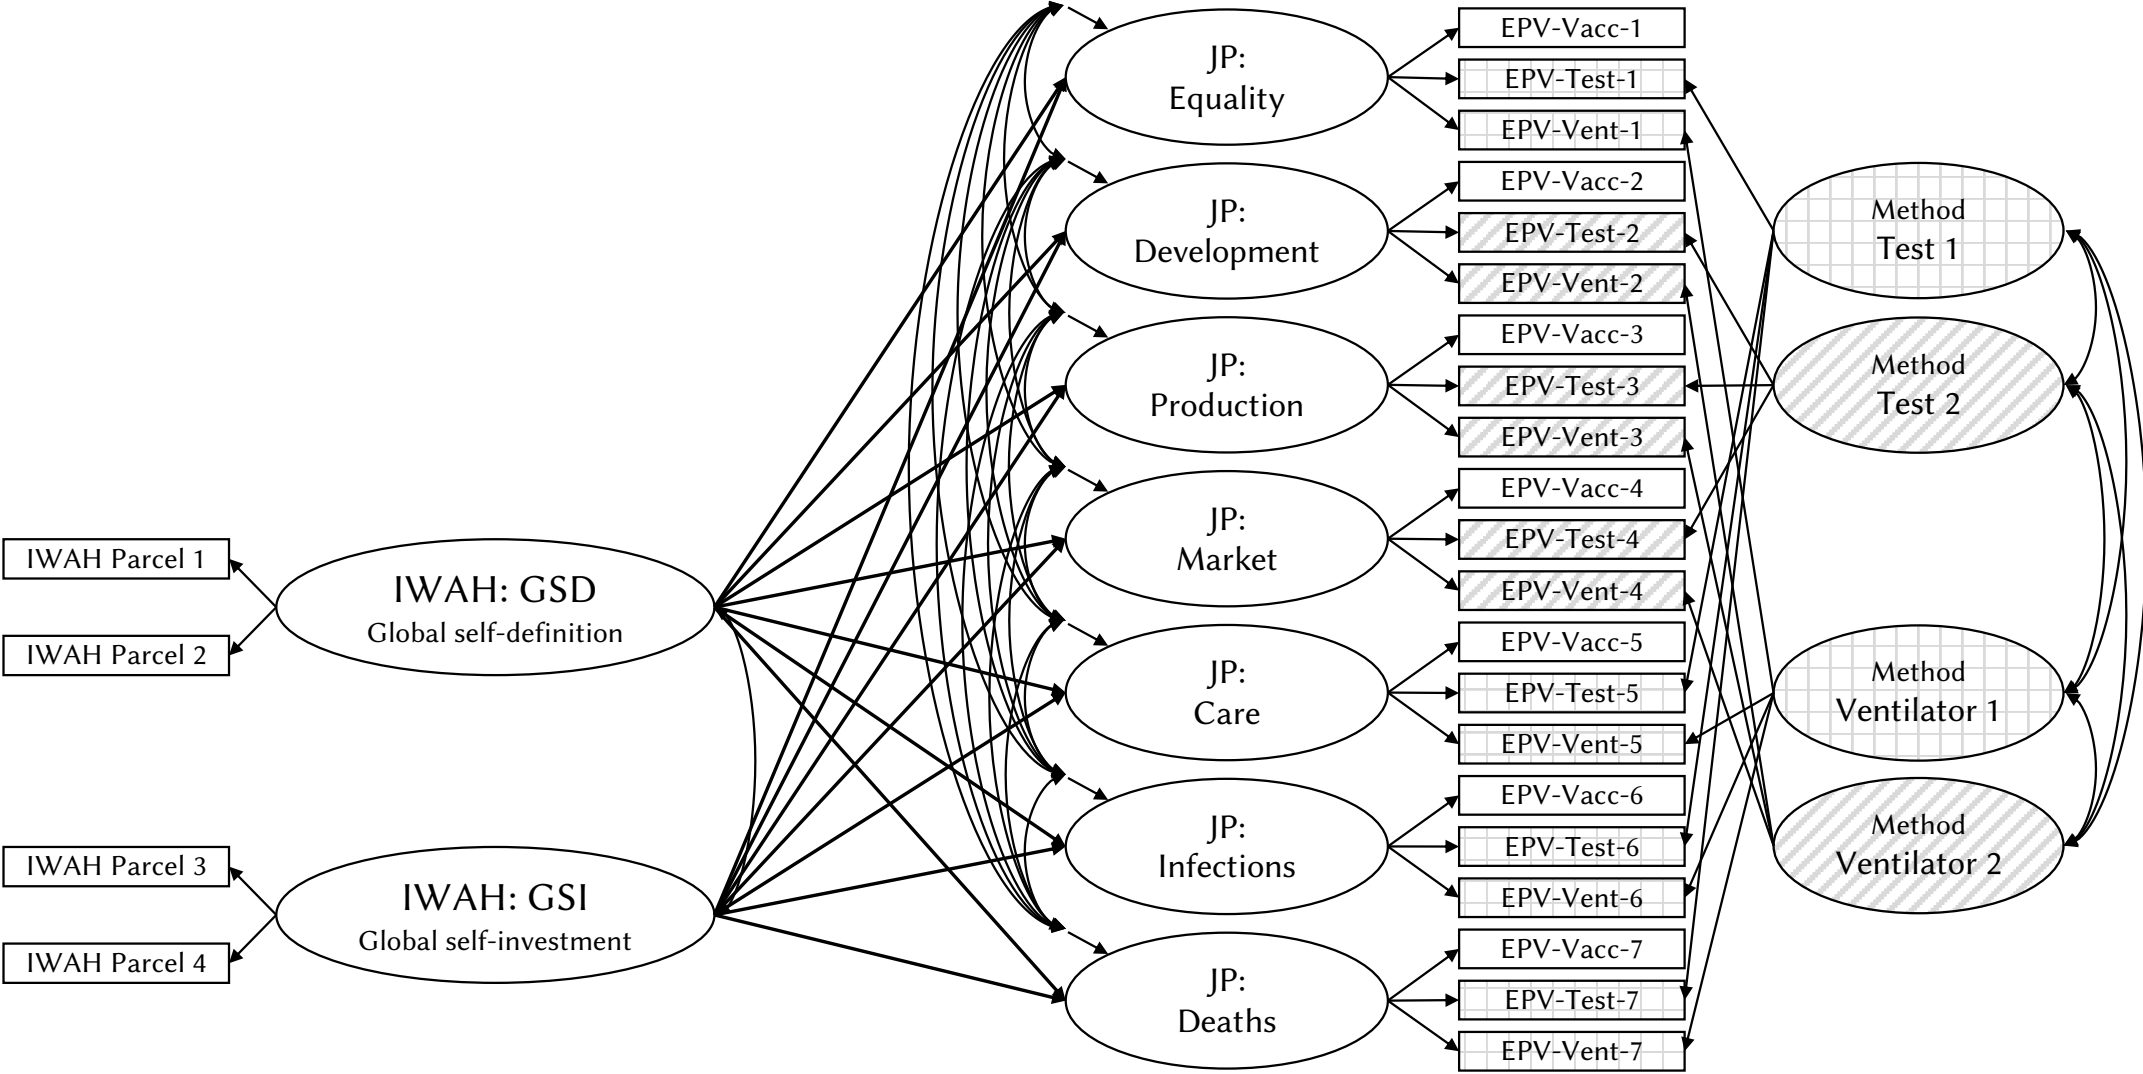 IWAH Parcel 1
IWAH Parcel 2
IWAH Parcel 3
IWAH Parcel 4
IWAH: GSD
Global self-definition
IWAH: GSI
Global self-investment
JP:
Equality
JP:
Development
JP:
Production
JP:
Market
JP:
Care
JP:
Infections
JP:
Deaths
EPV-Vacc-1
EPV-Test-1
EPV-Vent-1
EPV-Vacc-2
EPV-Test-2
EPV-Vent-2
EPV-Vacc-3
EPV-Test-3
EPV-Vent-3
EPV-Vacc-4
EPV-Test-4
EPV-Vent-4
EPV-Vacc-5
EPV-Test-5
EPV-Vent-5
EPV-Vacc-6
EPV-Test-6
EPV-Vent-6
EPV-Vacc-7
EPV-Test-7
EPV-Vent-7
Method
Test 1
Method
Test 2
Method
Ventilator 1
Method
Ventilator 2